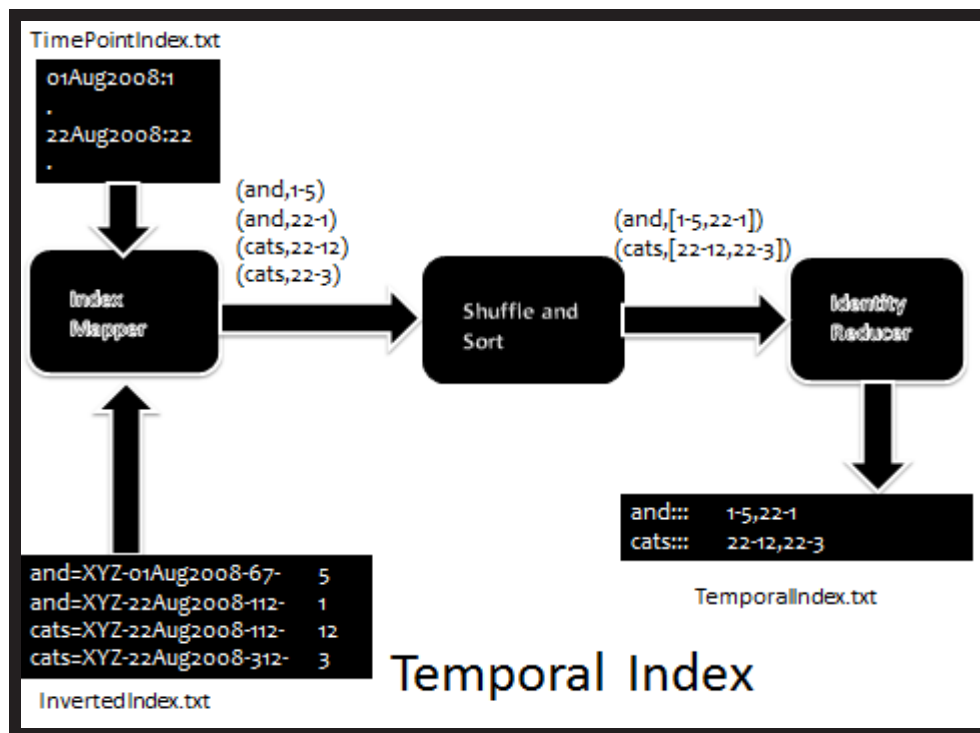 TimePointIndex.txt
01Aug2008:1
.
22Aug2008:22
.
(and,1-5)
(and,22-1)
(cats,22-12)
(cats,22-3)
(and,[1-5,22-1])
(cats,[22-12,22-3])
Index
Mapper
Shuffle and
Sort
Identity
Reducer
and::: 1-5,22-1
cats::: 22-12,22-3
TemporalIndex.txt
and=XYZ-01Aug2008-67- 5
and=XYZ-22Aug2008-112- 1
cats=XYZ-22Aug2008-112- 12
cats=XYZ-22Aug2008-312- 3
InvertedIndex.txt
Temporal Index